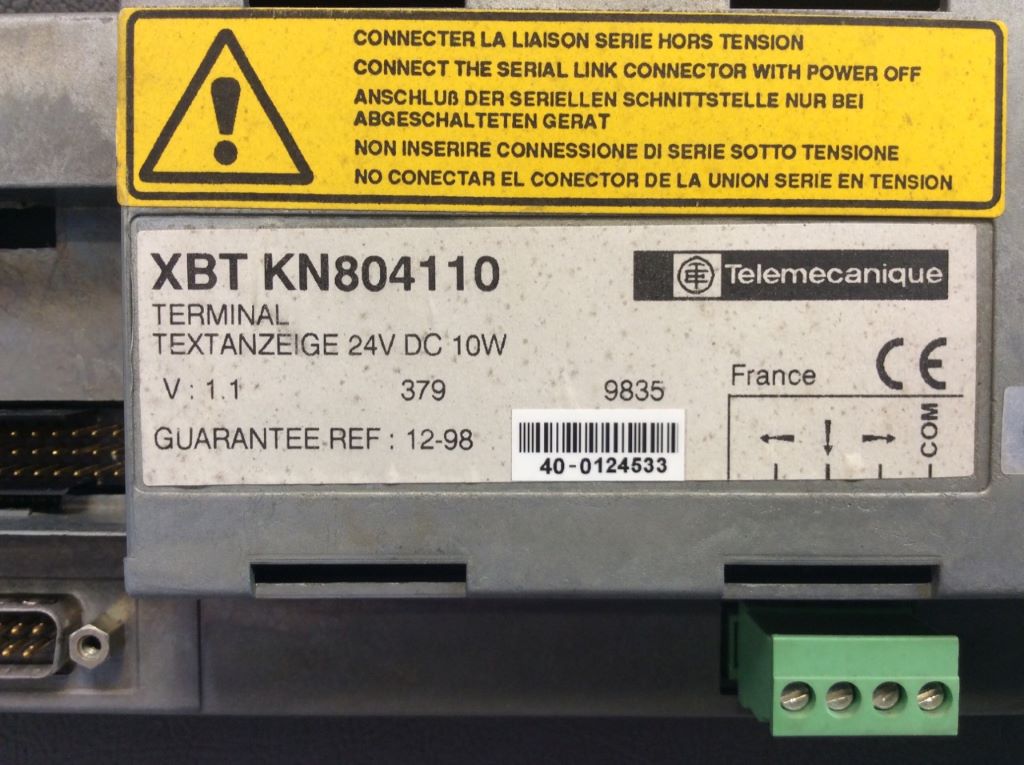 CONNECTER LA LIAISON SERIE HORS TENSION
CONNECT THE SERIAL LINK CONNECTOR WITH POWER OFF
ANSCHLUß DER SERIELLEN SCHNITTSTELLE NUR BEI
ABGESCHALTETEN GERAT
NON INSERIRE CONNESSIONE DI SERIE SOTTO TENSIONE
NO CONECTAR EL CONECTOR DE LA UNION SERIE EN TENSION
XBT KN804110
Telemecanique
TERMINAL
TEXTANZEIGE 24V DC 10W
V : 1.1 379 9835
France CE
GUARANTEE REF : 12-98
40-0124533
COM